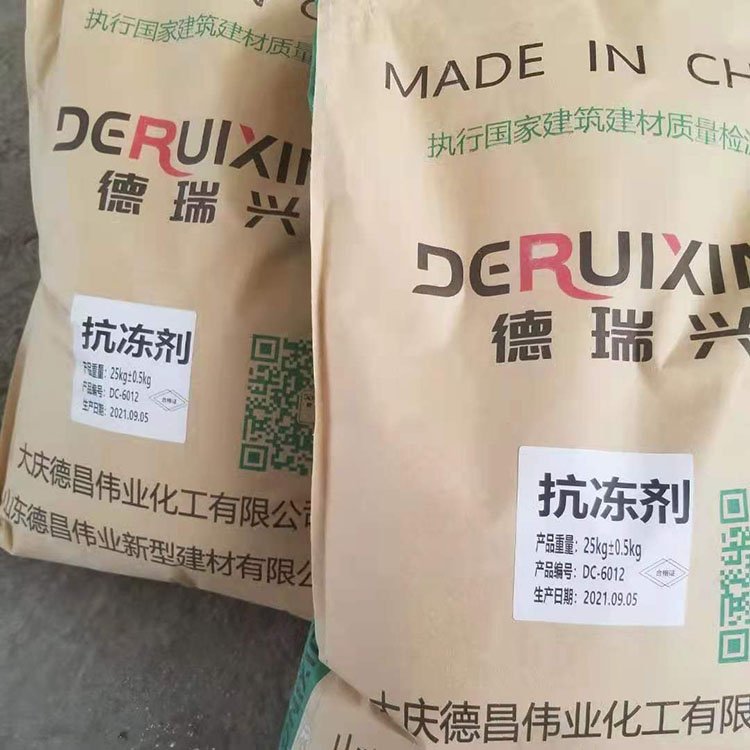 执行国家建筑建材质量
DERUIXIN
德瑞兴
抗冻剂
产品重量：25kg±0.5kg
产品编号：DC-6012
合格证
生产日期：2021.09.05
大庆德昌伟业化工有限公司
山东德昌伟业新型建材有限公
MADE IN CH
执行国家建筑建材质量检
DERUIXIN
德瑞兴
抗冻剂
产品重量：25kg±0.5kg
产品编号：DC-6012
合格证
生产日期：2021.09.05
大庆德昌伟业化工有限